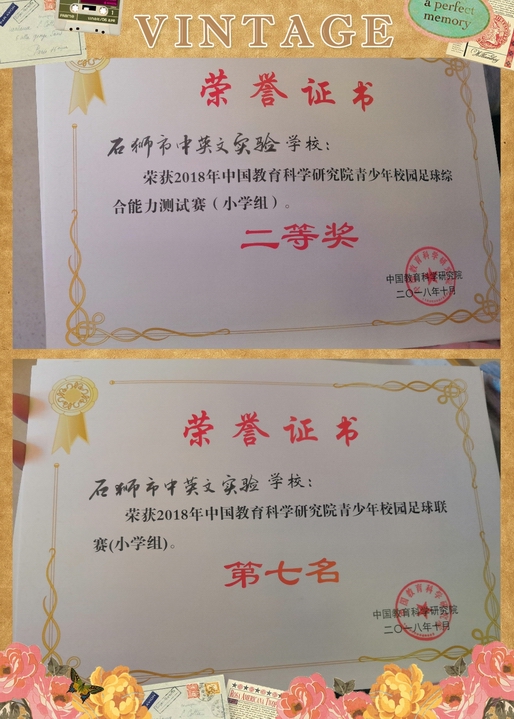 VINTAGE
a perfect
memory
荣誉证书
石狮市中英文实验学校：
荣获2018年中国教育科学研究院青少年校园足球综
合能力测试赛（小学组）。
二等奖
中国教育科学研究院
二〇一八年十月
荣誉证书
石狮市中英文实验学校：
荣获2018年中国教育科学研究院青少年校园足球联
赛(小学组)。
第七名
中国教育科学研究院
二〇一八年十月